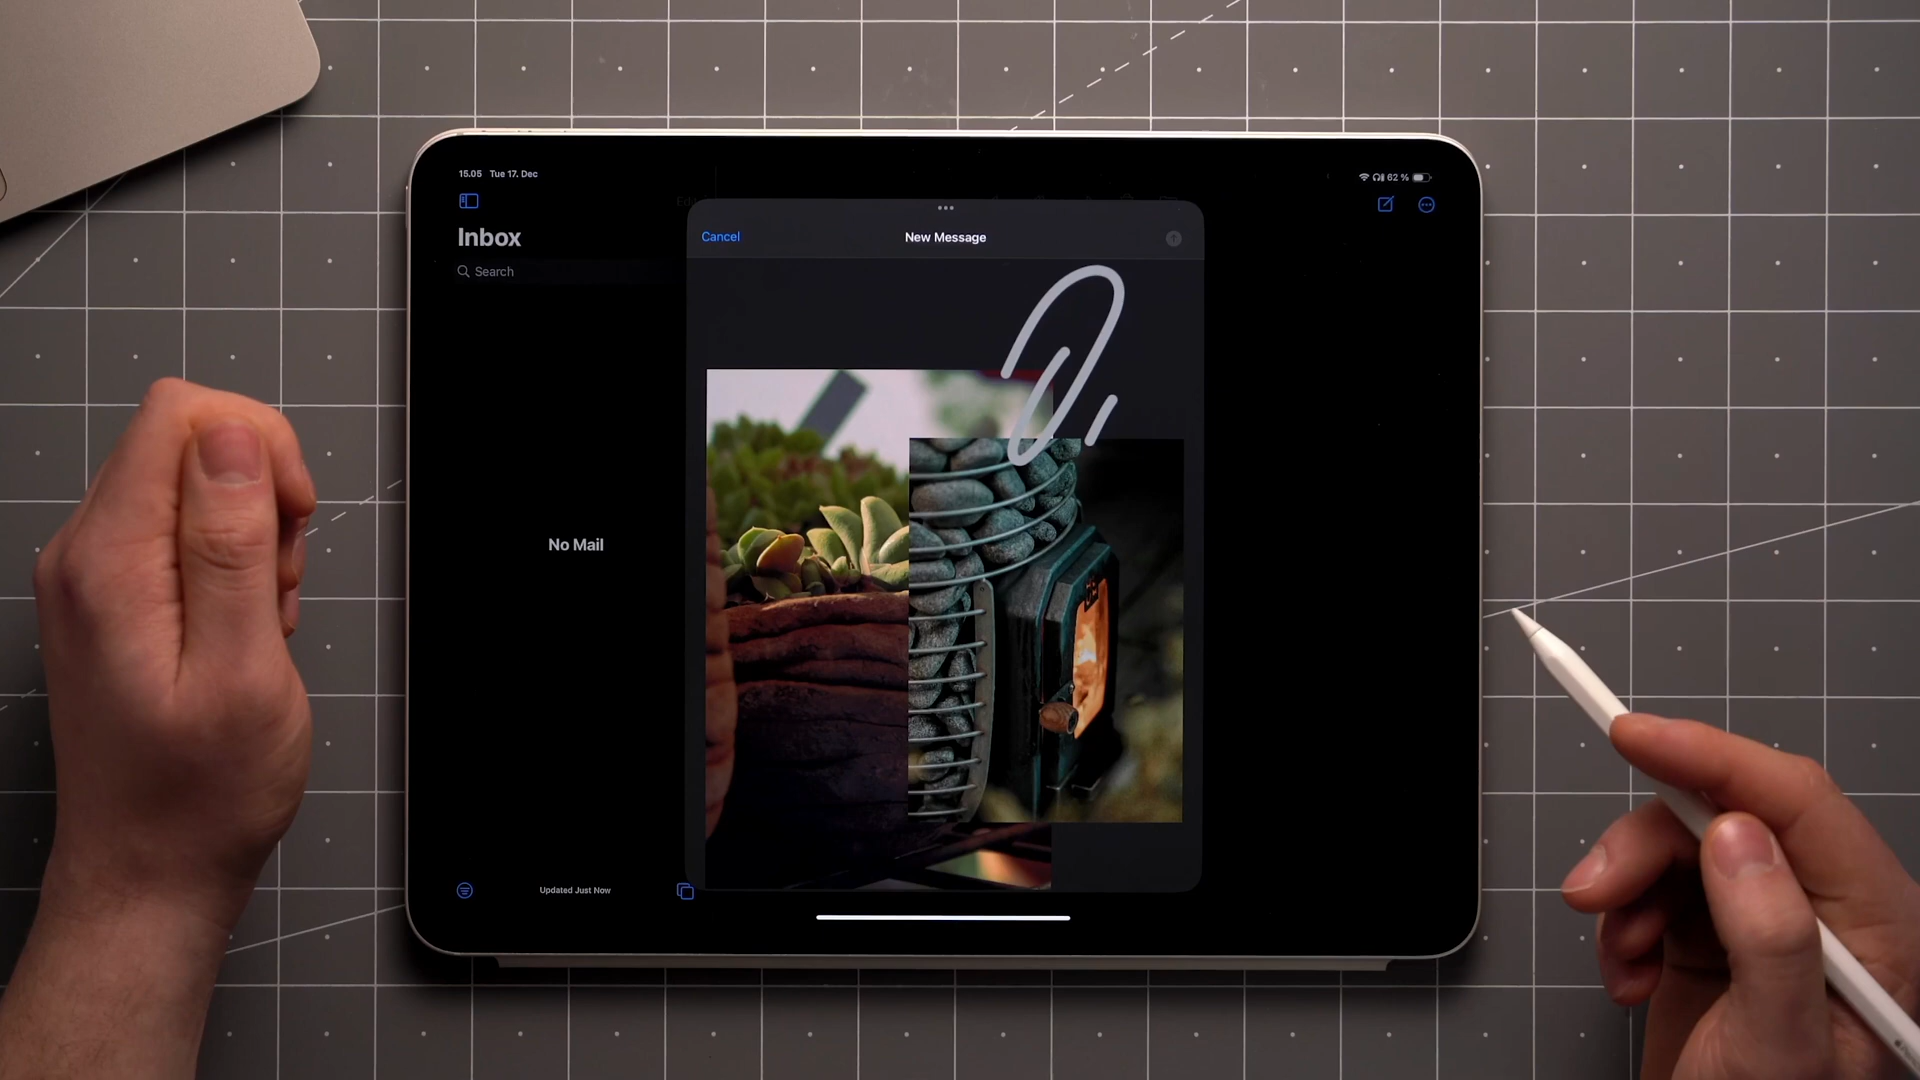 15.05 Tue 17. Dec
62 %
Cancel
New Message
Inbox
Search
No Mail
Updated Just Now